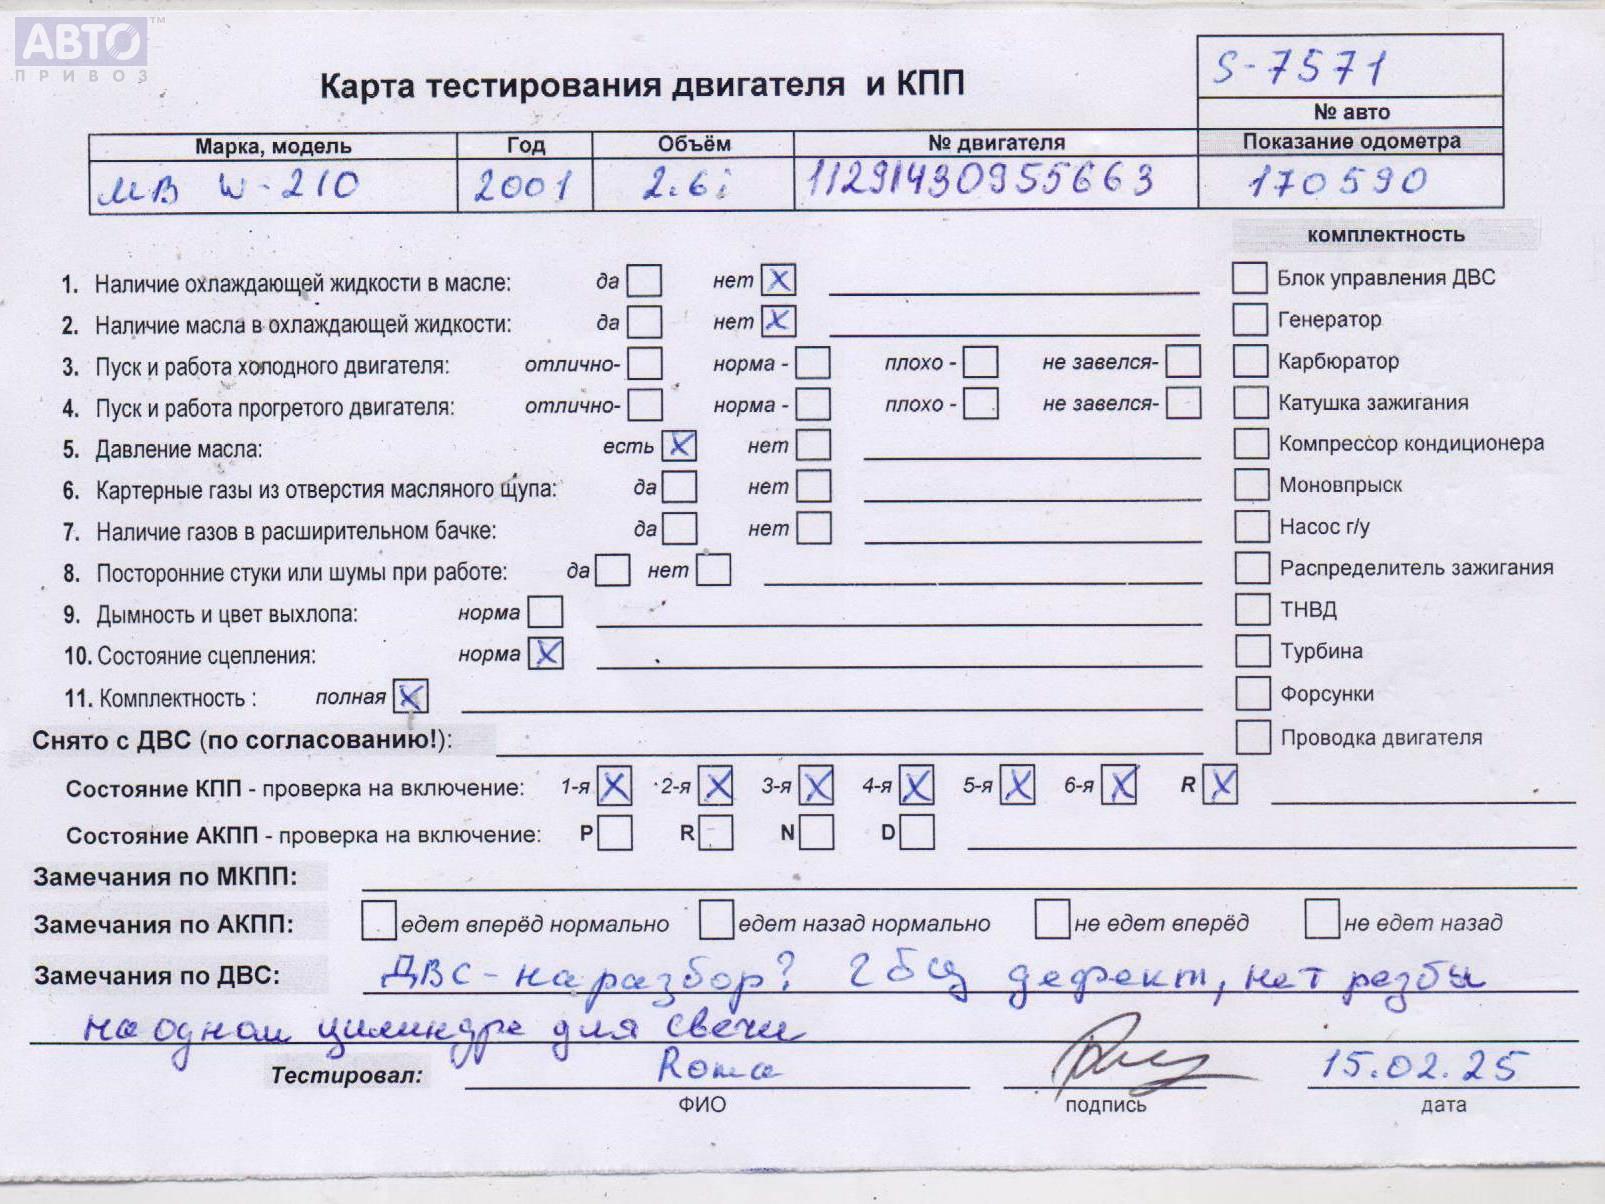 АВТО™
ПРИВОЗ
S-7571
Карта тестирования двигателя и КПП
№ авто
Марка, модель Год Объём № двигателя Показание одометра
МВ W-210 2001 2.6i 11291430955663 170590
комплектность
1. Наличие охлаждающей жидкости в масле: да нет X Блок управления ДВС
2. Наличие масла в охлаждающей жидкости: да нет X Генератор
3. Пуск и работа холодного двигателя: отлично- норма - плохо - не завелся- Карбюратор
4. Пуск и работа прогретого двигателя: отлично- норма - плохо - не завелся- Катушка зажигания
5. Давление масла: есть X нет Компрессор кондиционера
6. Картерные газы из отверстия масляного щупа: да нет Моновпрыск
7. Наличие газов в расширительном бачке: да нет Насос г/у
8. Посторонние стуки или шумы при работе: да нет Распределитель зажигания
9. Дымность и цвет выхлопа: норма ТНВД
10. Состояние сцепления: норма X Турбина
11. Комплектность : полная X Форсунки
Снято с ДВС (по согласованию!): Проводка двигателя
Состояние КПП - проверка на включение: 1-я X 2-я X 3-я X 4-я X 5-я X 6-я X R X
Состояние АКПП - проверка на включение: P R N D
Замечания по МКПП:
Замечания по АКПП: едет вперёд нормально едет назад нормально не едет вперёд не едет назад
Замечания по ДВС: ДВС-на разбор? ГБЦ дефект, нет резбы
на одном цилиндре для свечи
Тестировал: Roma 15.02.25
ФИО подпись дата